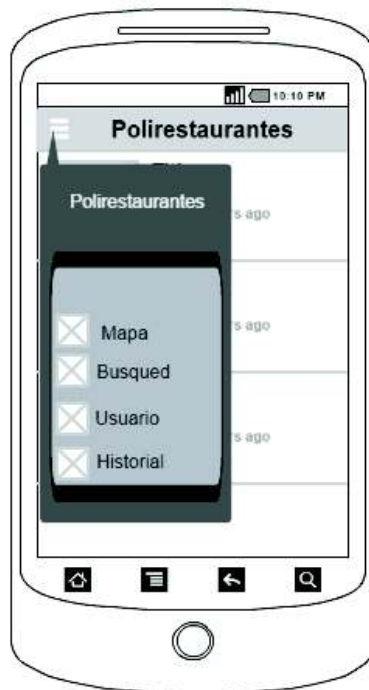 10:10 PM
Polirestaurantes
Polirestaurantes
s ago
Mapa
s ago
Busqued
Usuario
s ago
Historial